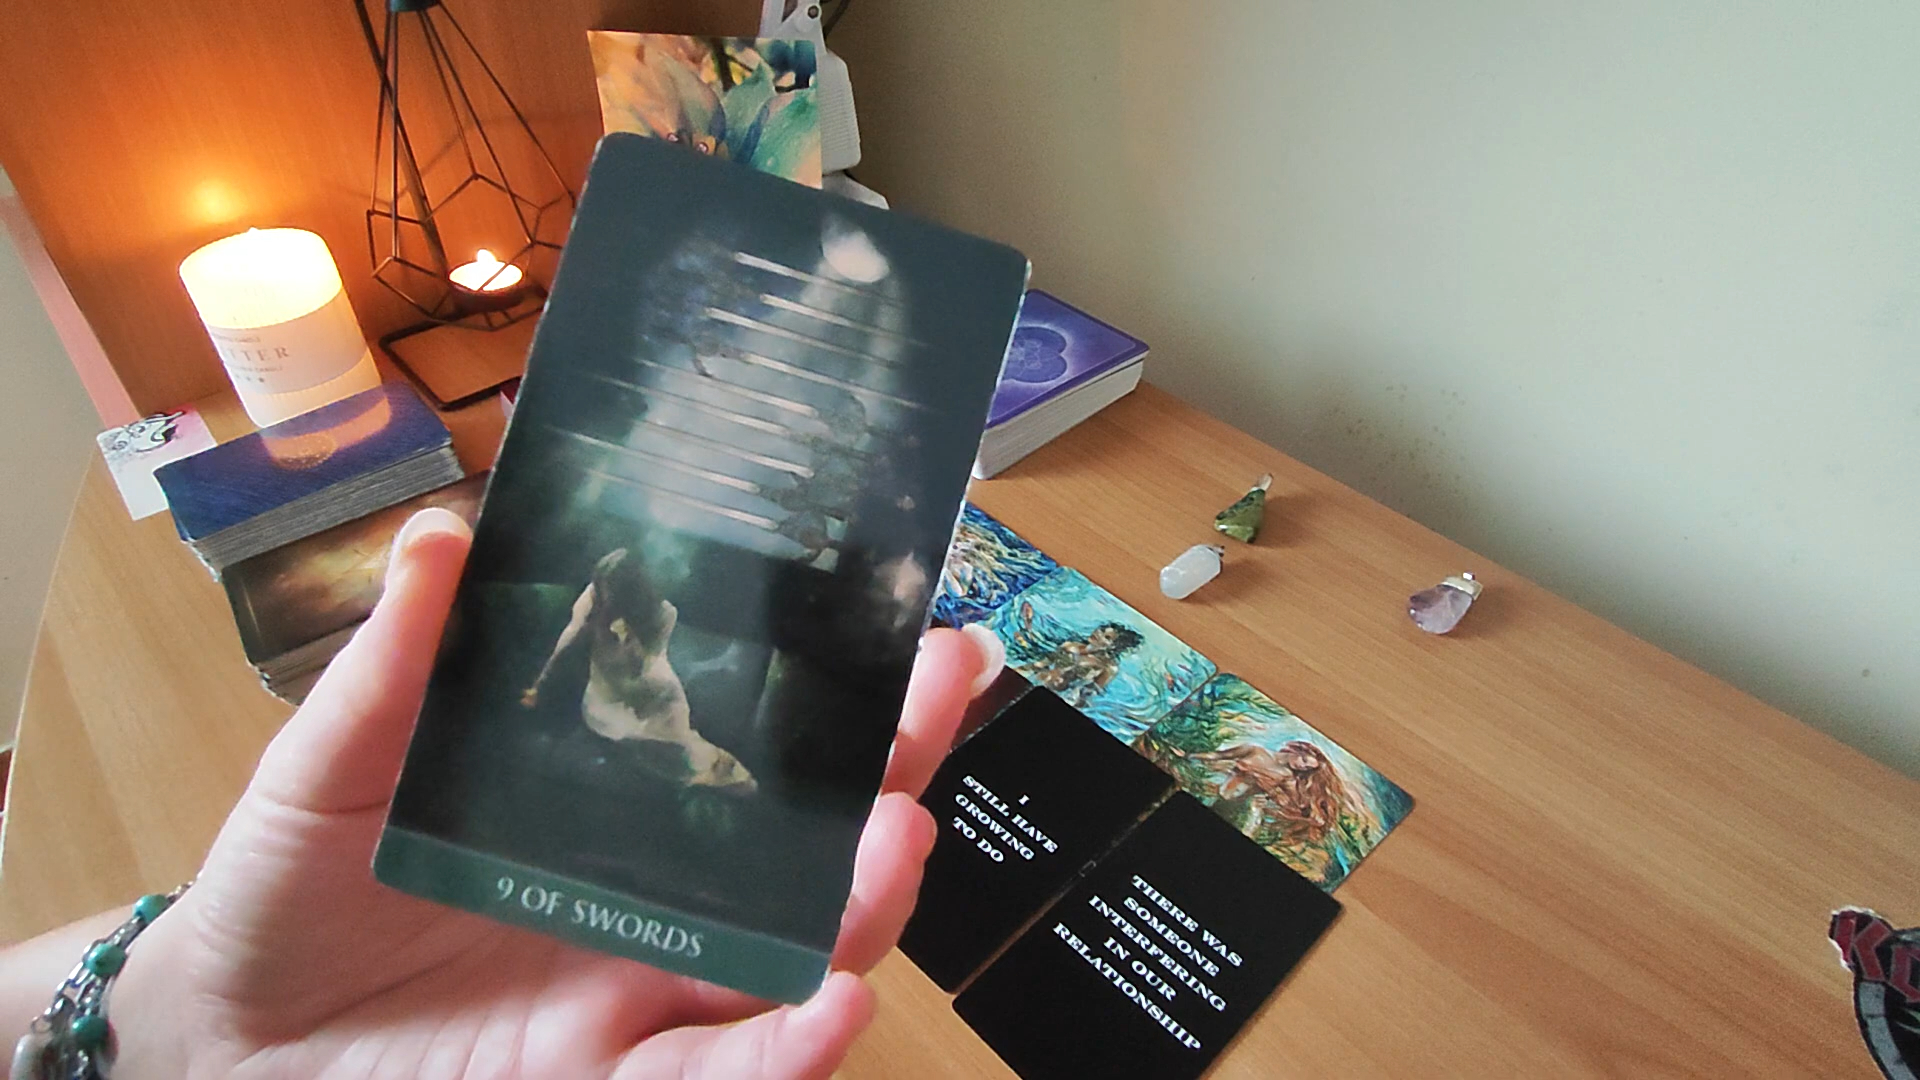 9 OF SWORDS
I
STILL HAVE
GROWING
TO DO
THERE WAS
SOMEONE
INTERFERING
IN OUR
RELATIONSHIP